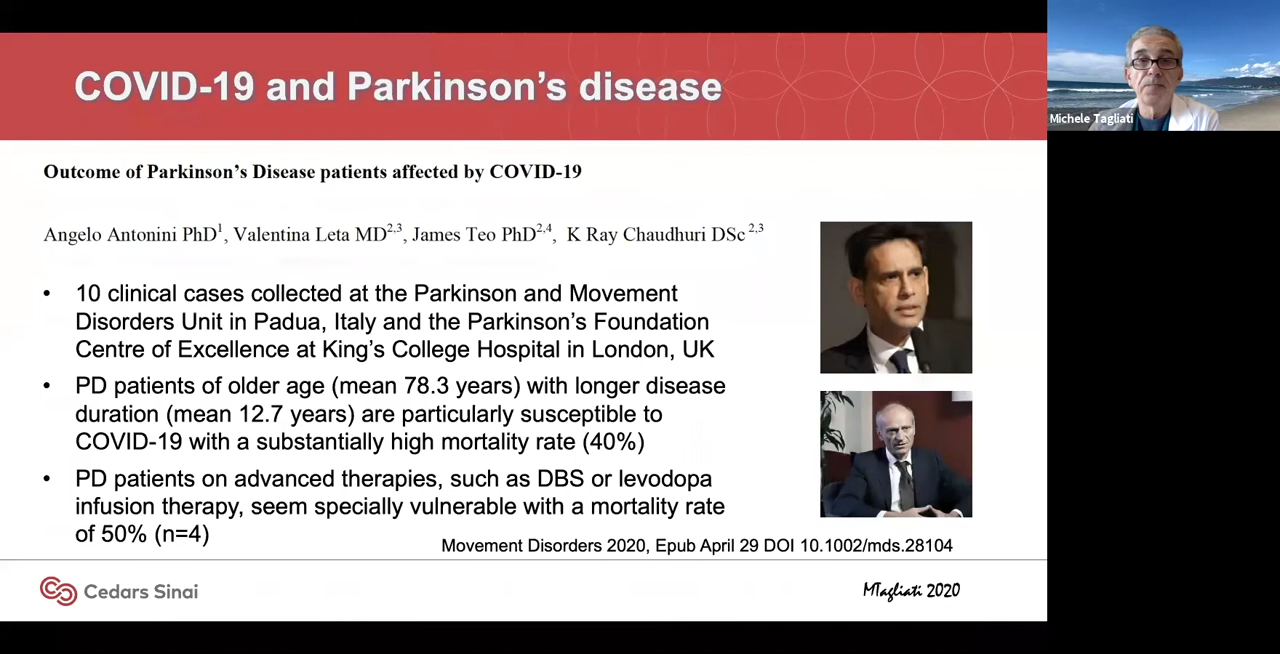 COVID-19 and Parkinson's disease
Michele Tagliati
Outcome of Parkinson's Disease patients affected by COVID-19
Angelo Antonini PhD1, Valentina Leta MD2,3, James Teo PhD2,4, K Ray Chaudhuri DSc 2,3
• 10 clinical cases collected at the Parkinson and Movement
Disorders Unit in Padua, Italy and the Parkinson's Foundation
Centre of Excellence at King's College Hospital in London, UK
• PD patients of older age (mean 78.3 years) with longer disease
duration (mean 12.7 years) are particularly susceptible to
COVID-19 with a substantially high mortality rate (40%)
• PD patients on advanced therapies, such as DBS or levodopa
infusion therapy, seem specially vulnerable with a mortality rate
of 50% (n=4)
Movement Disorders 2020, Epub April 29 DOI 10.1002/mds.28104
Cedars Sinai
MTagliati 2020